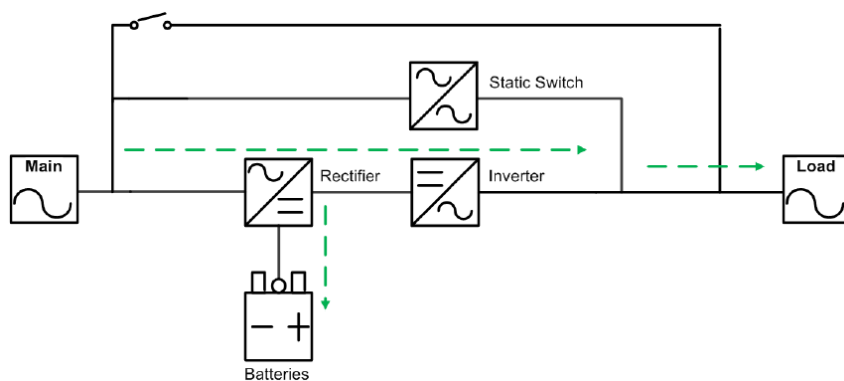 Static Switch
Main
Rectifier
Inverter
Load
Batteries